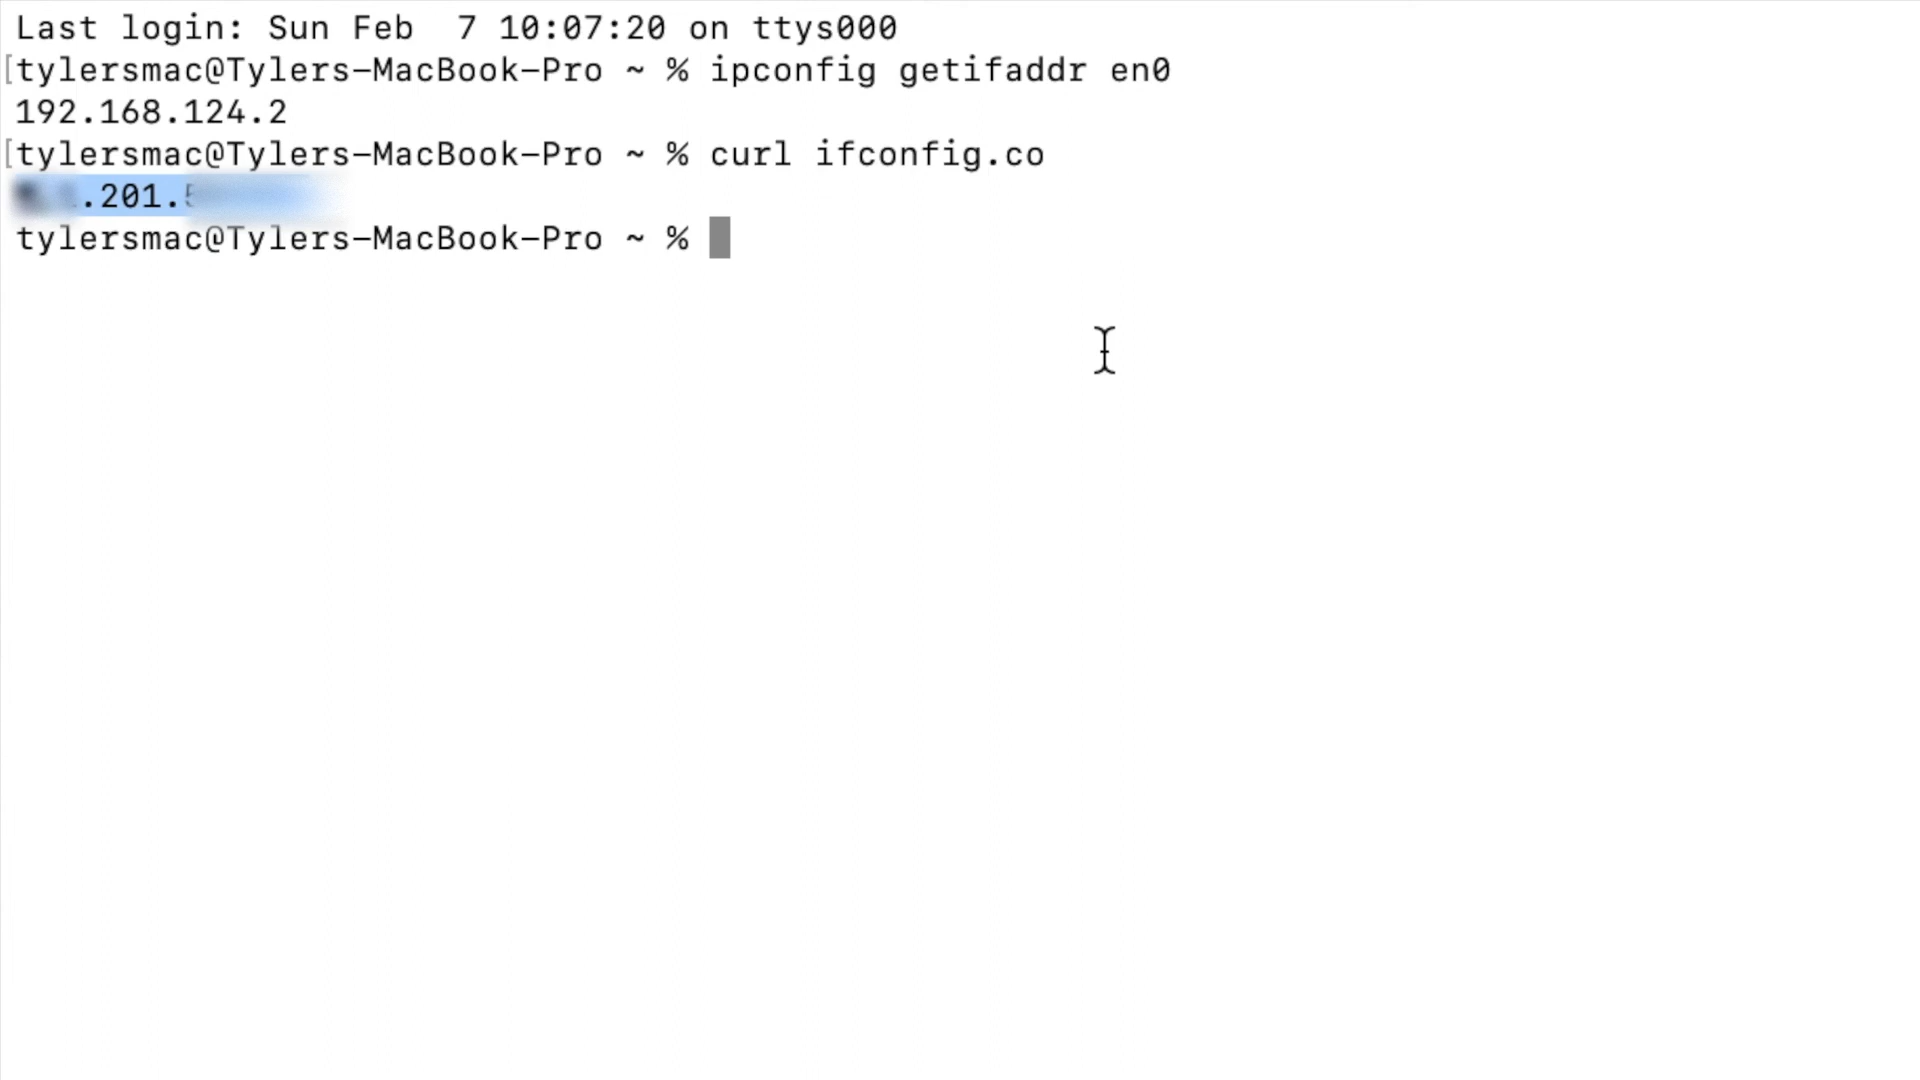 Last login: Sun Feb  7 10:07:20 on ttys000
[tylersmac@Tylers-MacBook-Pro ~ % ipconfig getifaddr en0
192.168.124.2
[tylersmac@Tylers-MacBook-Pro ~ % curl ifconfig.co
.201.
tylersmac@Tylers-MacBook-Pro ~ %